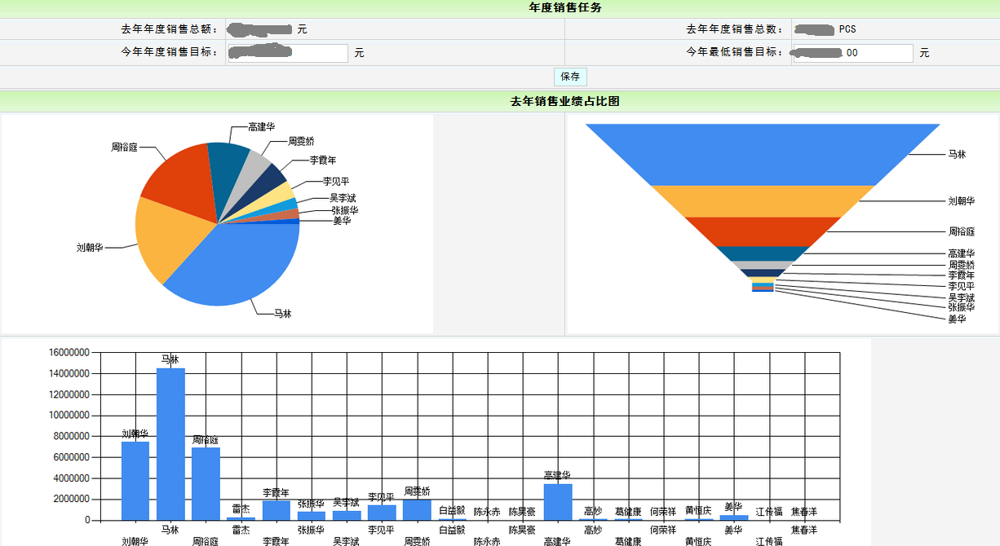 年度销售任务
去年年度销售总额： 元 去年年度销售总数： PCS
今年年度销售目标： 元 今年最低销售目标： 00 元
保存
去年销售业绩占比图
高建华
周雯娇
周裕庭
李霞年
李见平
吴李斌
张振华
姜华
刘朝华
马林
马林
刘朝华
周裕庭
高建华
周雯娇
李霞年
李见平
吴李斌
张振华
姜华
16000000
14000000
12000000
10000000
8000000
6000000
4000000
2000000
0
刘朝华 马林 周裕庭 雷杰 李霞年 张振华 吴李斌 李见平 周雯娇 白益毅 陈永赤 陈昊豪 高建华 高妙 葛健康 何荣祥 黄恒庆 姜华 江传福 焦春洋
马林 雷杰 张振华 李见平 白益毅 陈昊豪 高妙 何荣祥 姜华 焦春洋
刘朝华 周裕庭 李霞年 吴李斌 周雯娇 陈永赤 高建华 葛健康 黄恒庆 江传福